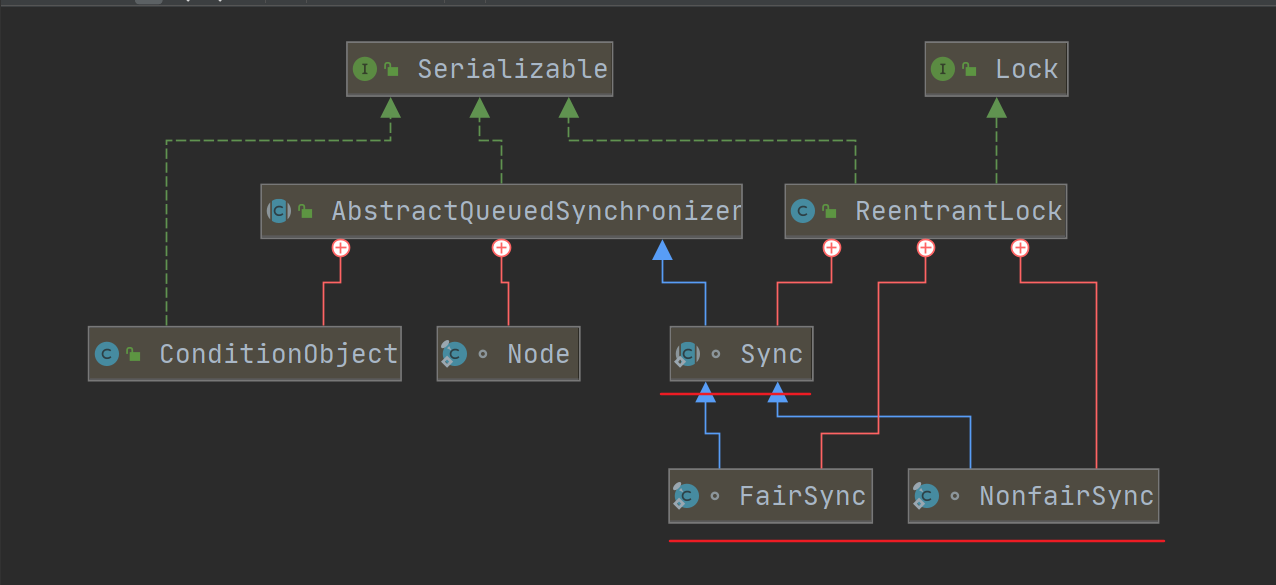 I Serializable
I Lock
C AbstractQueuedSynchronizer
C ReentrantLock
C ConditionObject
C Node
C Sync
C FairSync
C NonfairSync